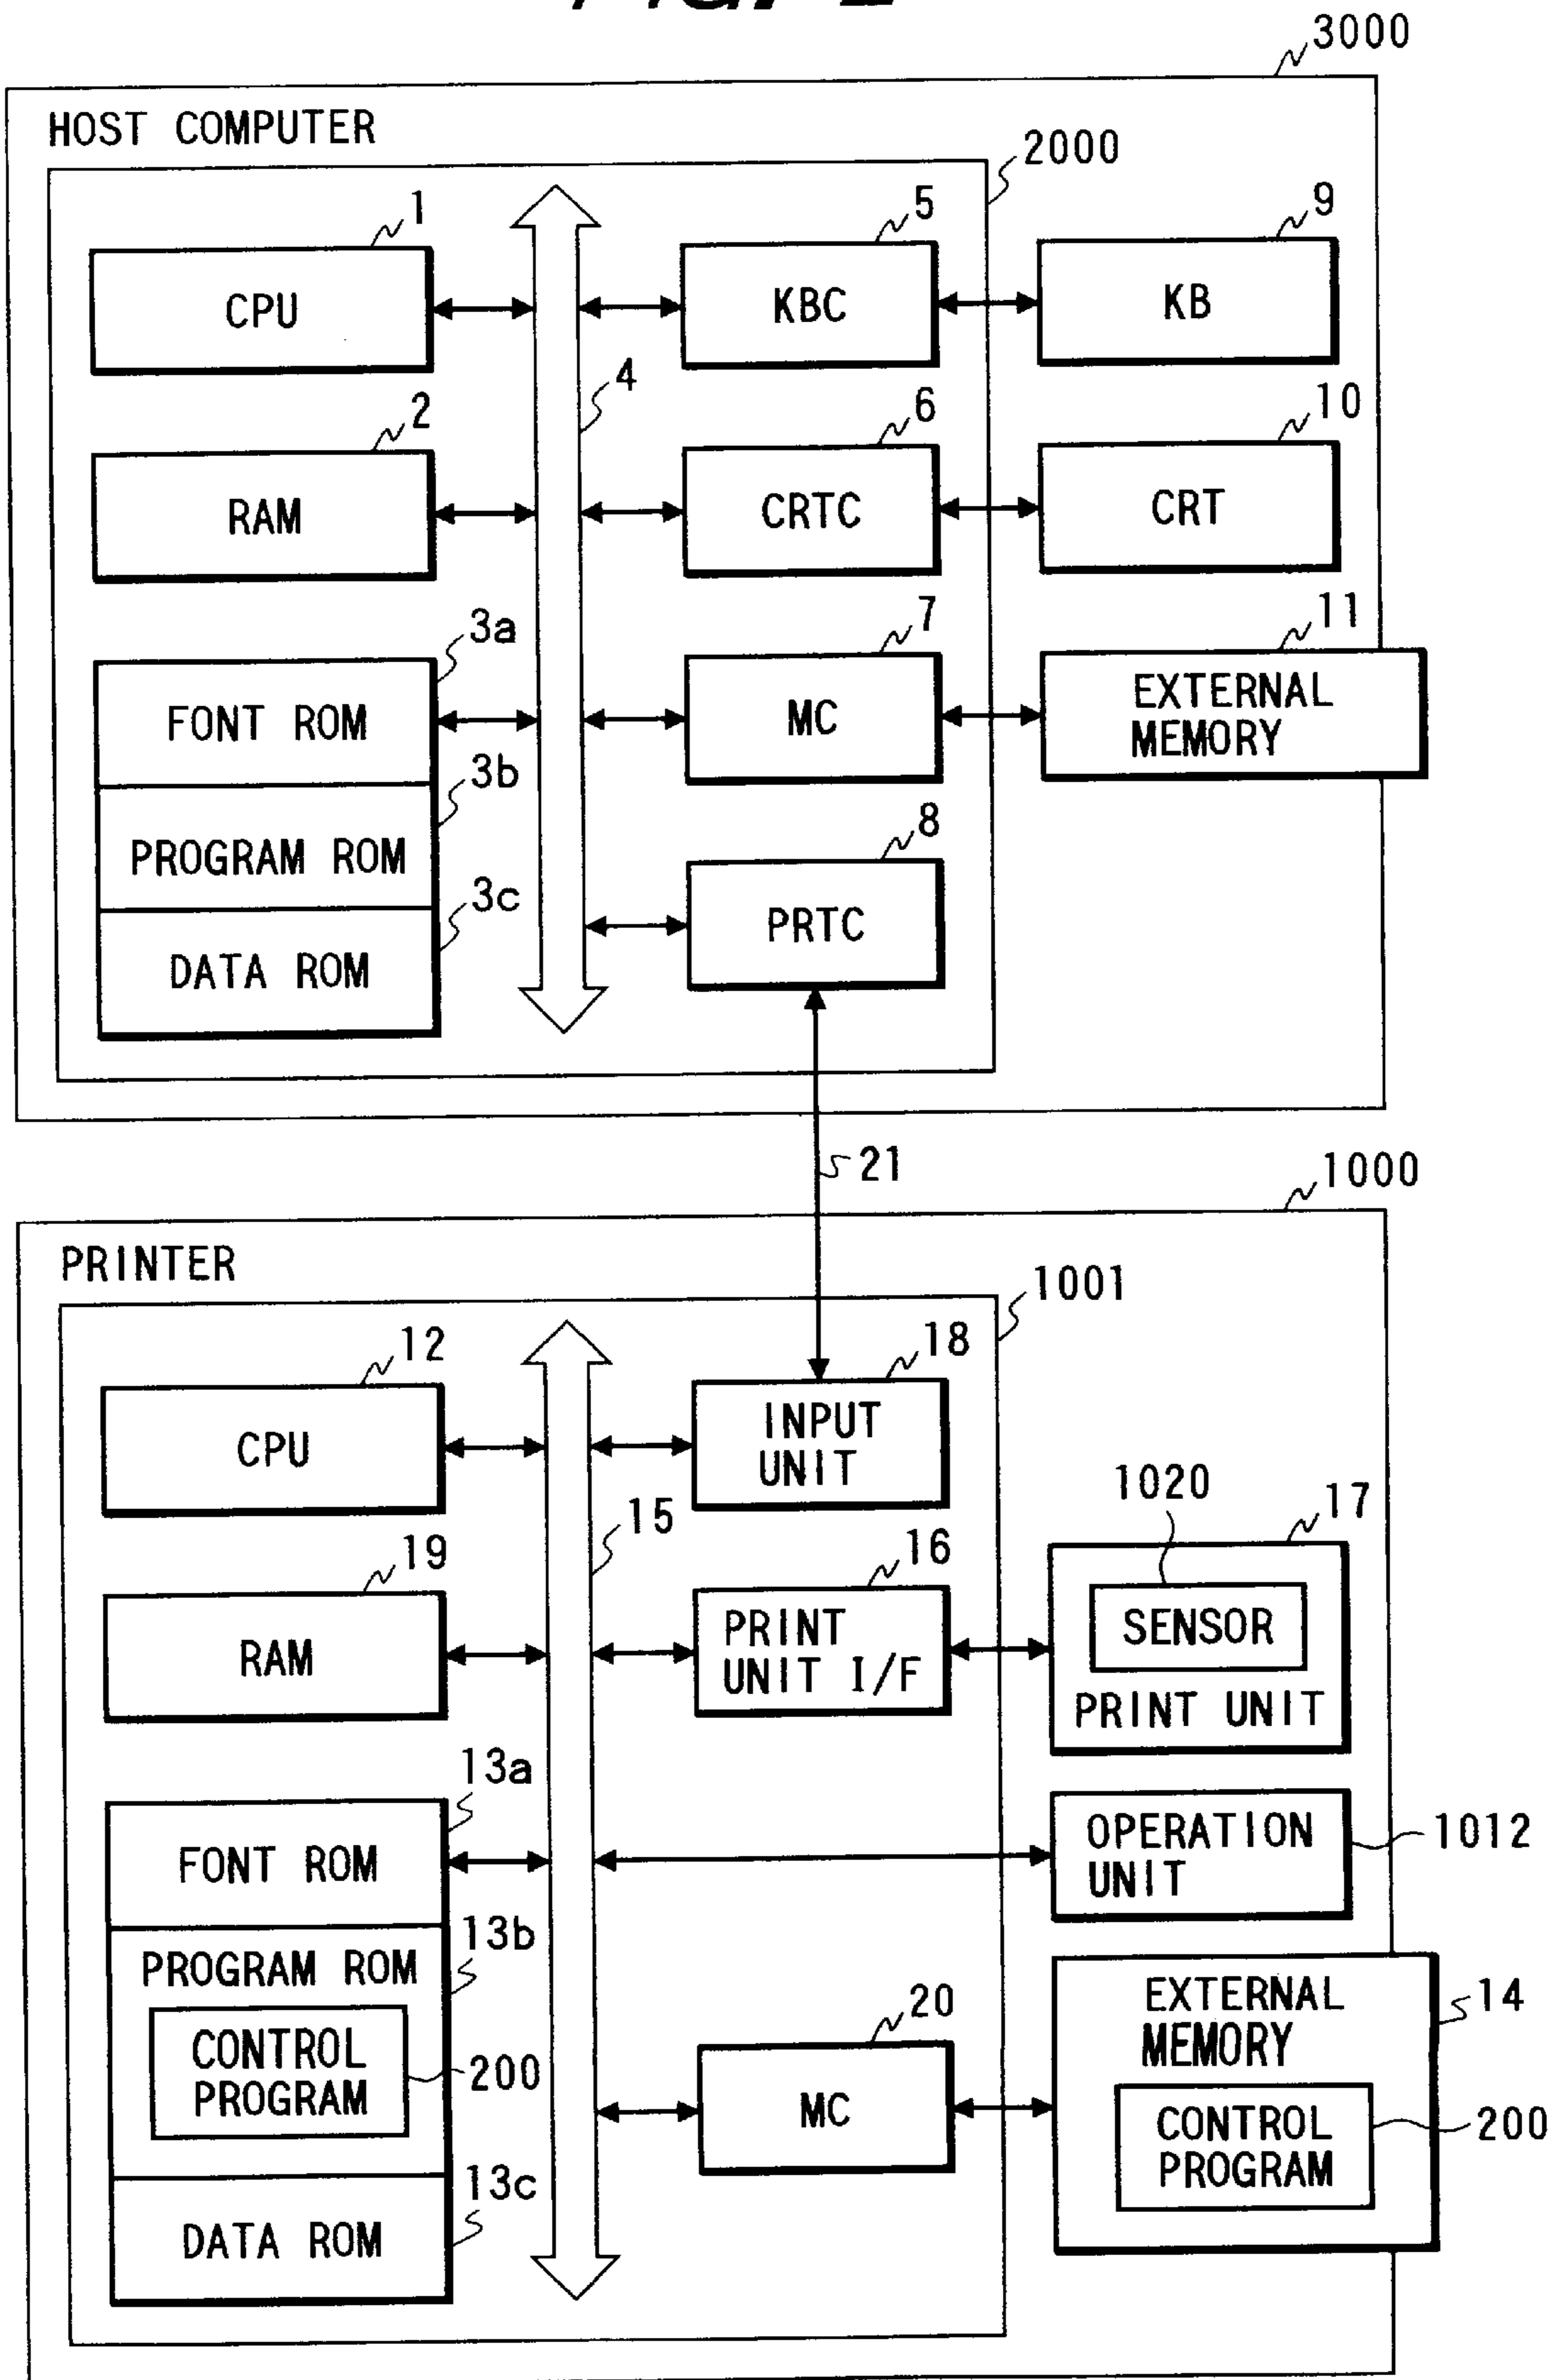 3000
HOST COMPUTER
2000
1
5
9
CPU
KBC
KB
4
2
6
10
RAM
CRTC
CRT
3a
7
11
FONT ROM
MC
EXTERNAL
MEMORY
3b
PROGRAM ROM
8
3c
PRTC
DATA ROM
21
1000
PRINTER
1001
12
18
CPU
INPUT
UNIT
1020
17
15
19
16
RAM
PRINT
UNIT I/F
SENSOR
PRINT UNIT
13a
FONT ROM
OPERATION
UNIT
1012
13b
PROGRAM ROM
CONTROL
PROGRAM
200
20
MC
EXTERNAL
MEMORY
14
CONTROL
PROGRAM
200
13c
DATA ROM